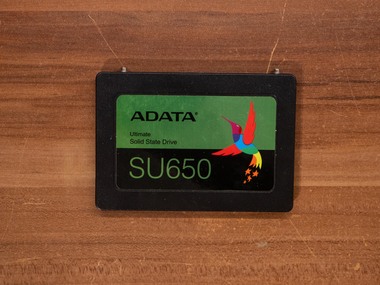 ADATA
Ultimate
Solid State Drive
SU650